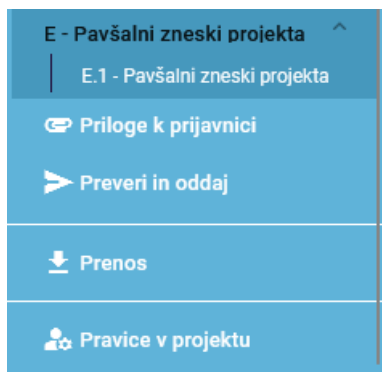 E - Pavšalni zneski projekta
E.1 - Pavšalni zneski projekta
Priloge k prijavnici
Preveri in oddaj
Prenos
Pravice v projektu